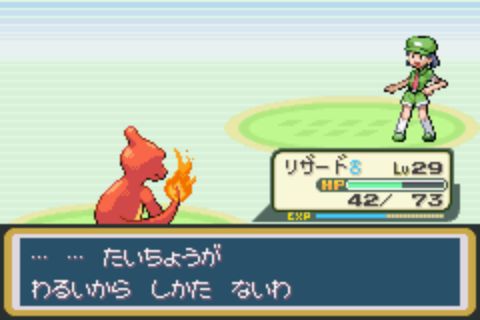 リザード♂ Lv29
HP
42/ 73
EXP
… … たいちょうが
わるいから しかた ないわ